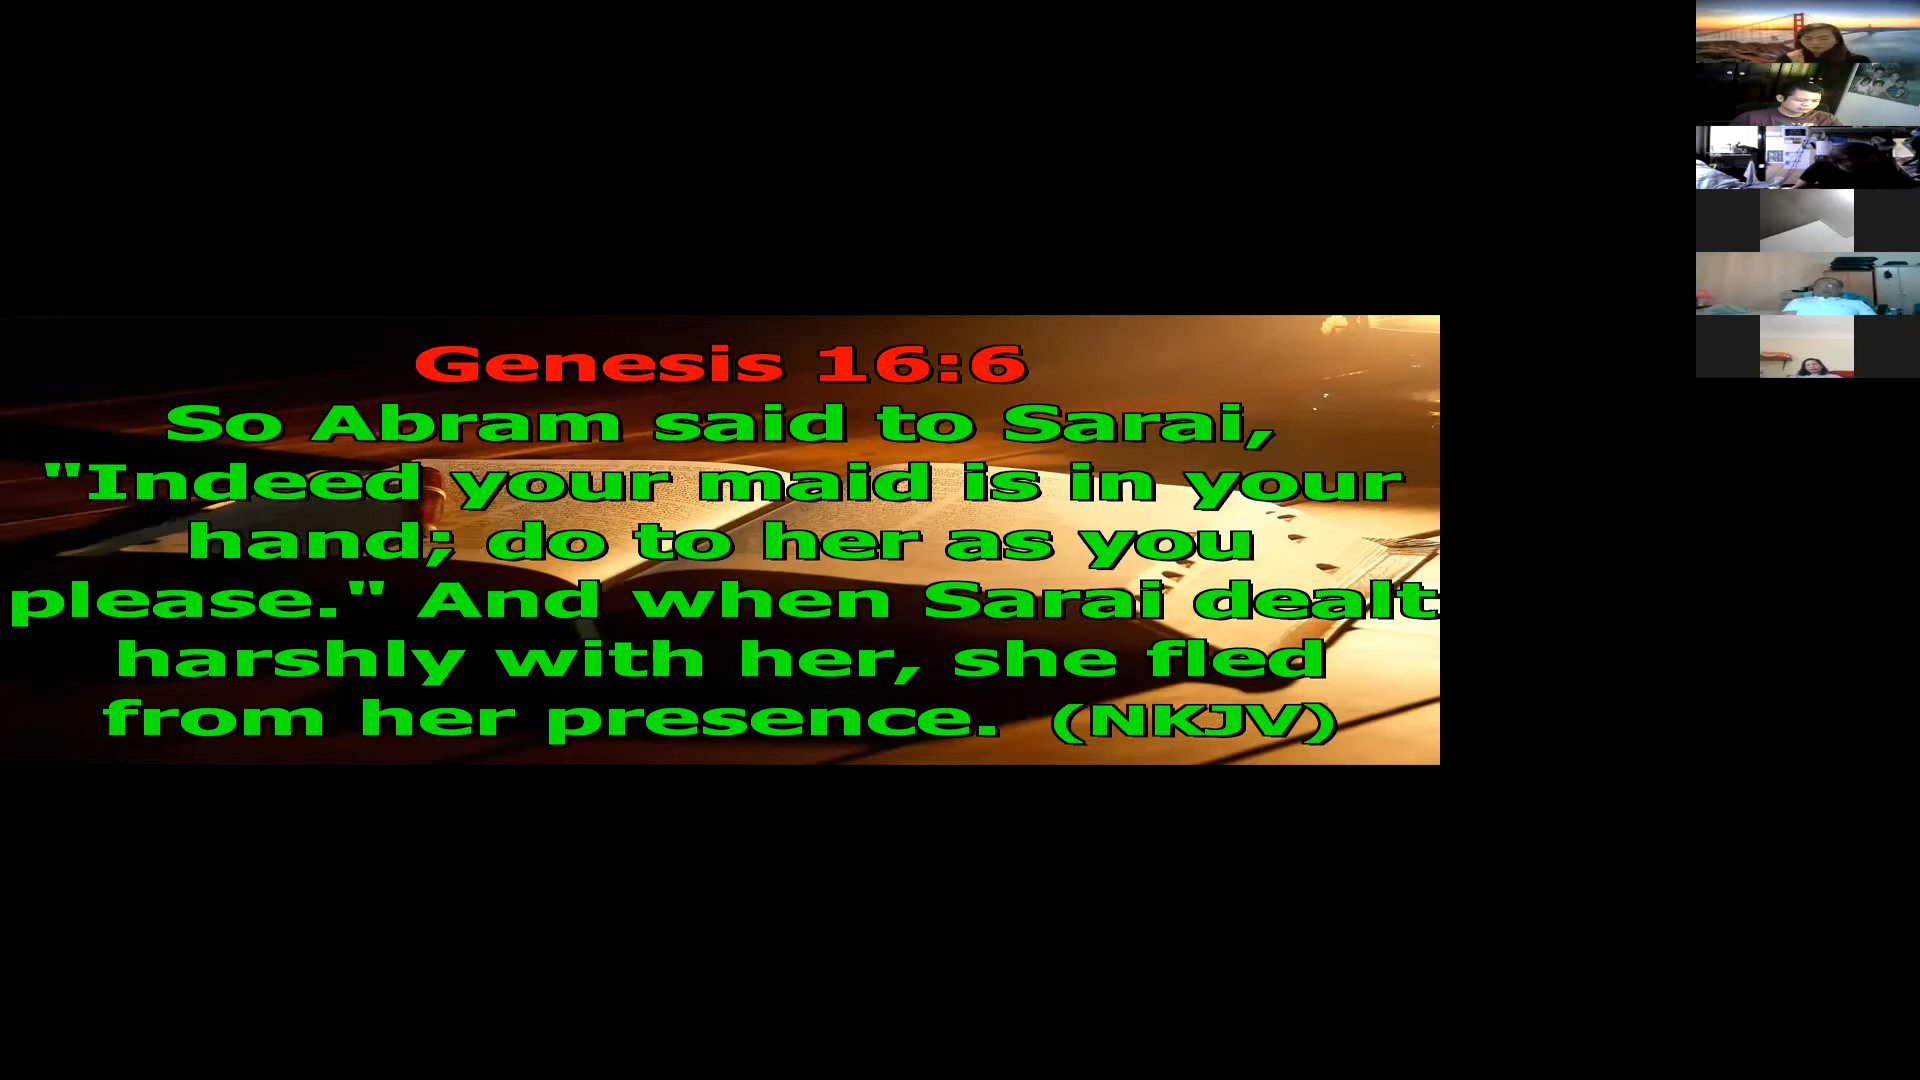 Genesis 16:6
So Abram said to Sarai,
"Indeed your maid is in your
hand; do to her as you
please." And when Sarai dealt
harshly with her, she fled
from her presence. (NKJV)